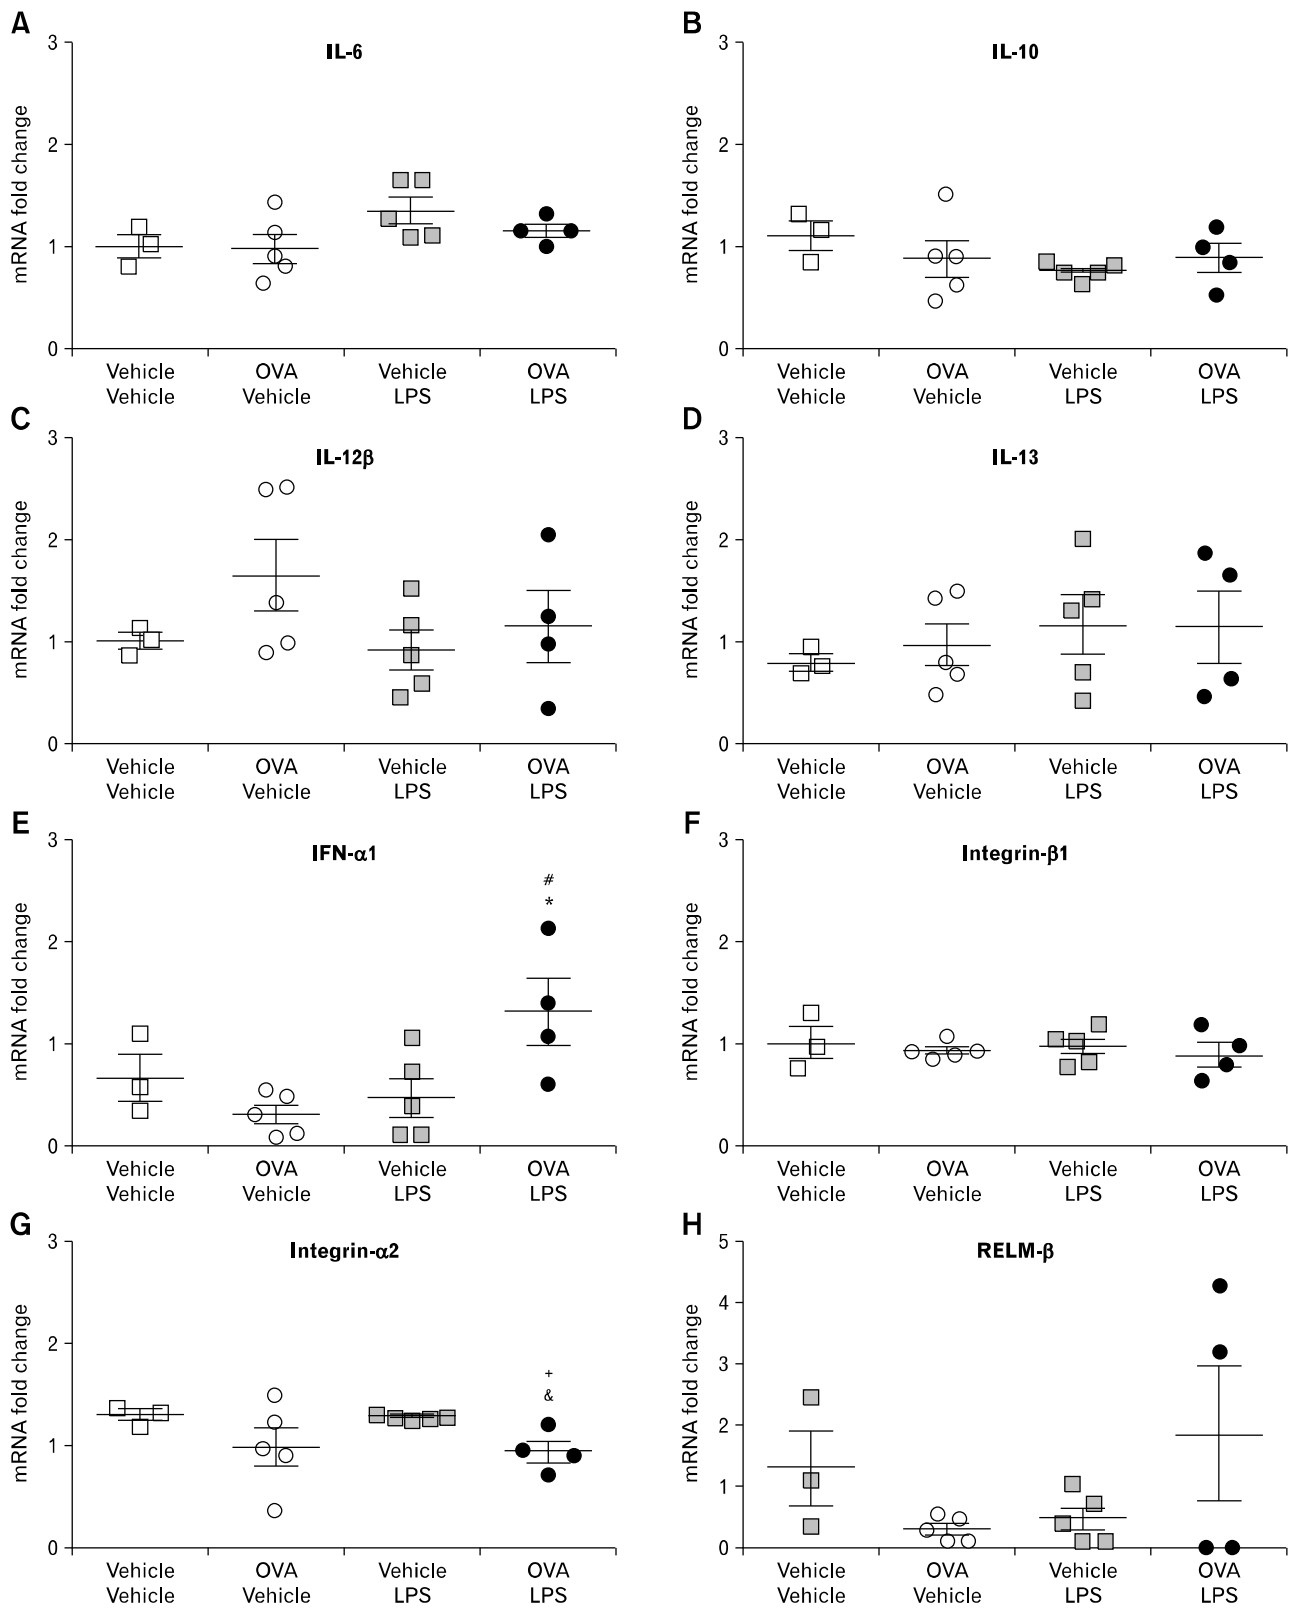 A
IL-6
mRNA fold change
3
2
1
0
Vehicle OVA Vehicle OVA
Vehicle Vehicle LPS LPS
B
IL-10
mRNA fold change
3
2
1
0
Vehicle OVA Vehicle OVA
Vehicle Vehicle LPS LPS
C
IL-12β
mRNA fold change
3
2
1
0
Vehicle OVA Vehicle OVA
Vehicle Vehicle LPS LPS
D
IL-13
mRNA fold change
3
2
1
0
Vehicle OVA Vehicle OVA
Vehicle Vehicle LPS LPS
E
IFN-α1
mRNA fold change
3
2
1
0
#
*
Vehicle OVA Vehicle OVA
Vehicle Vehicle LPS LPS
F
Integrin-β1
mRNA fold change
3
2
1
0
Vehicle OVA Vehicle OVA
Vehicle Vehicle LPS LPS
G
Integrin-α2
mRNA fold change
3
2
1
0
+
&
Vehicle OVA Vehicle OVA
Vehicle Vehicle LPS LPS
H
RELM-β
mRNA fold change
5
4
3
2
1
0
Vehicle OVA Vehicle OVA
Vehicle Vehicle LPS LPS